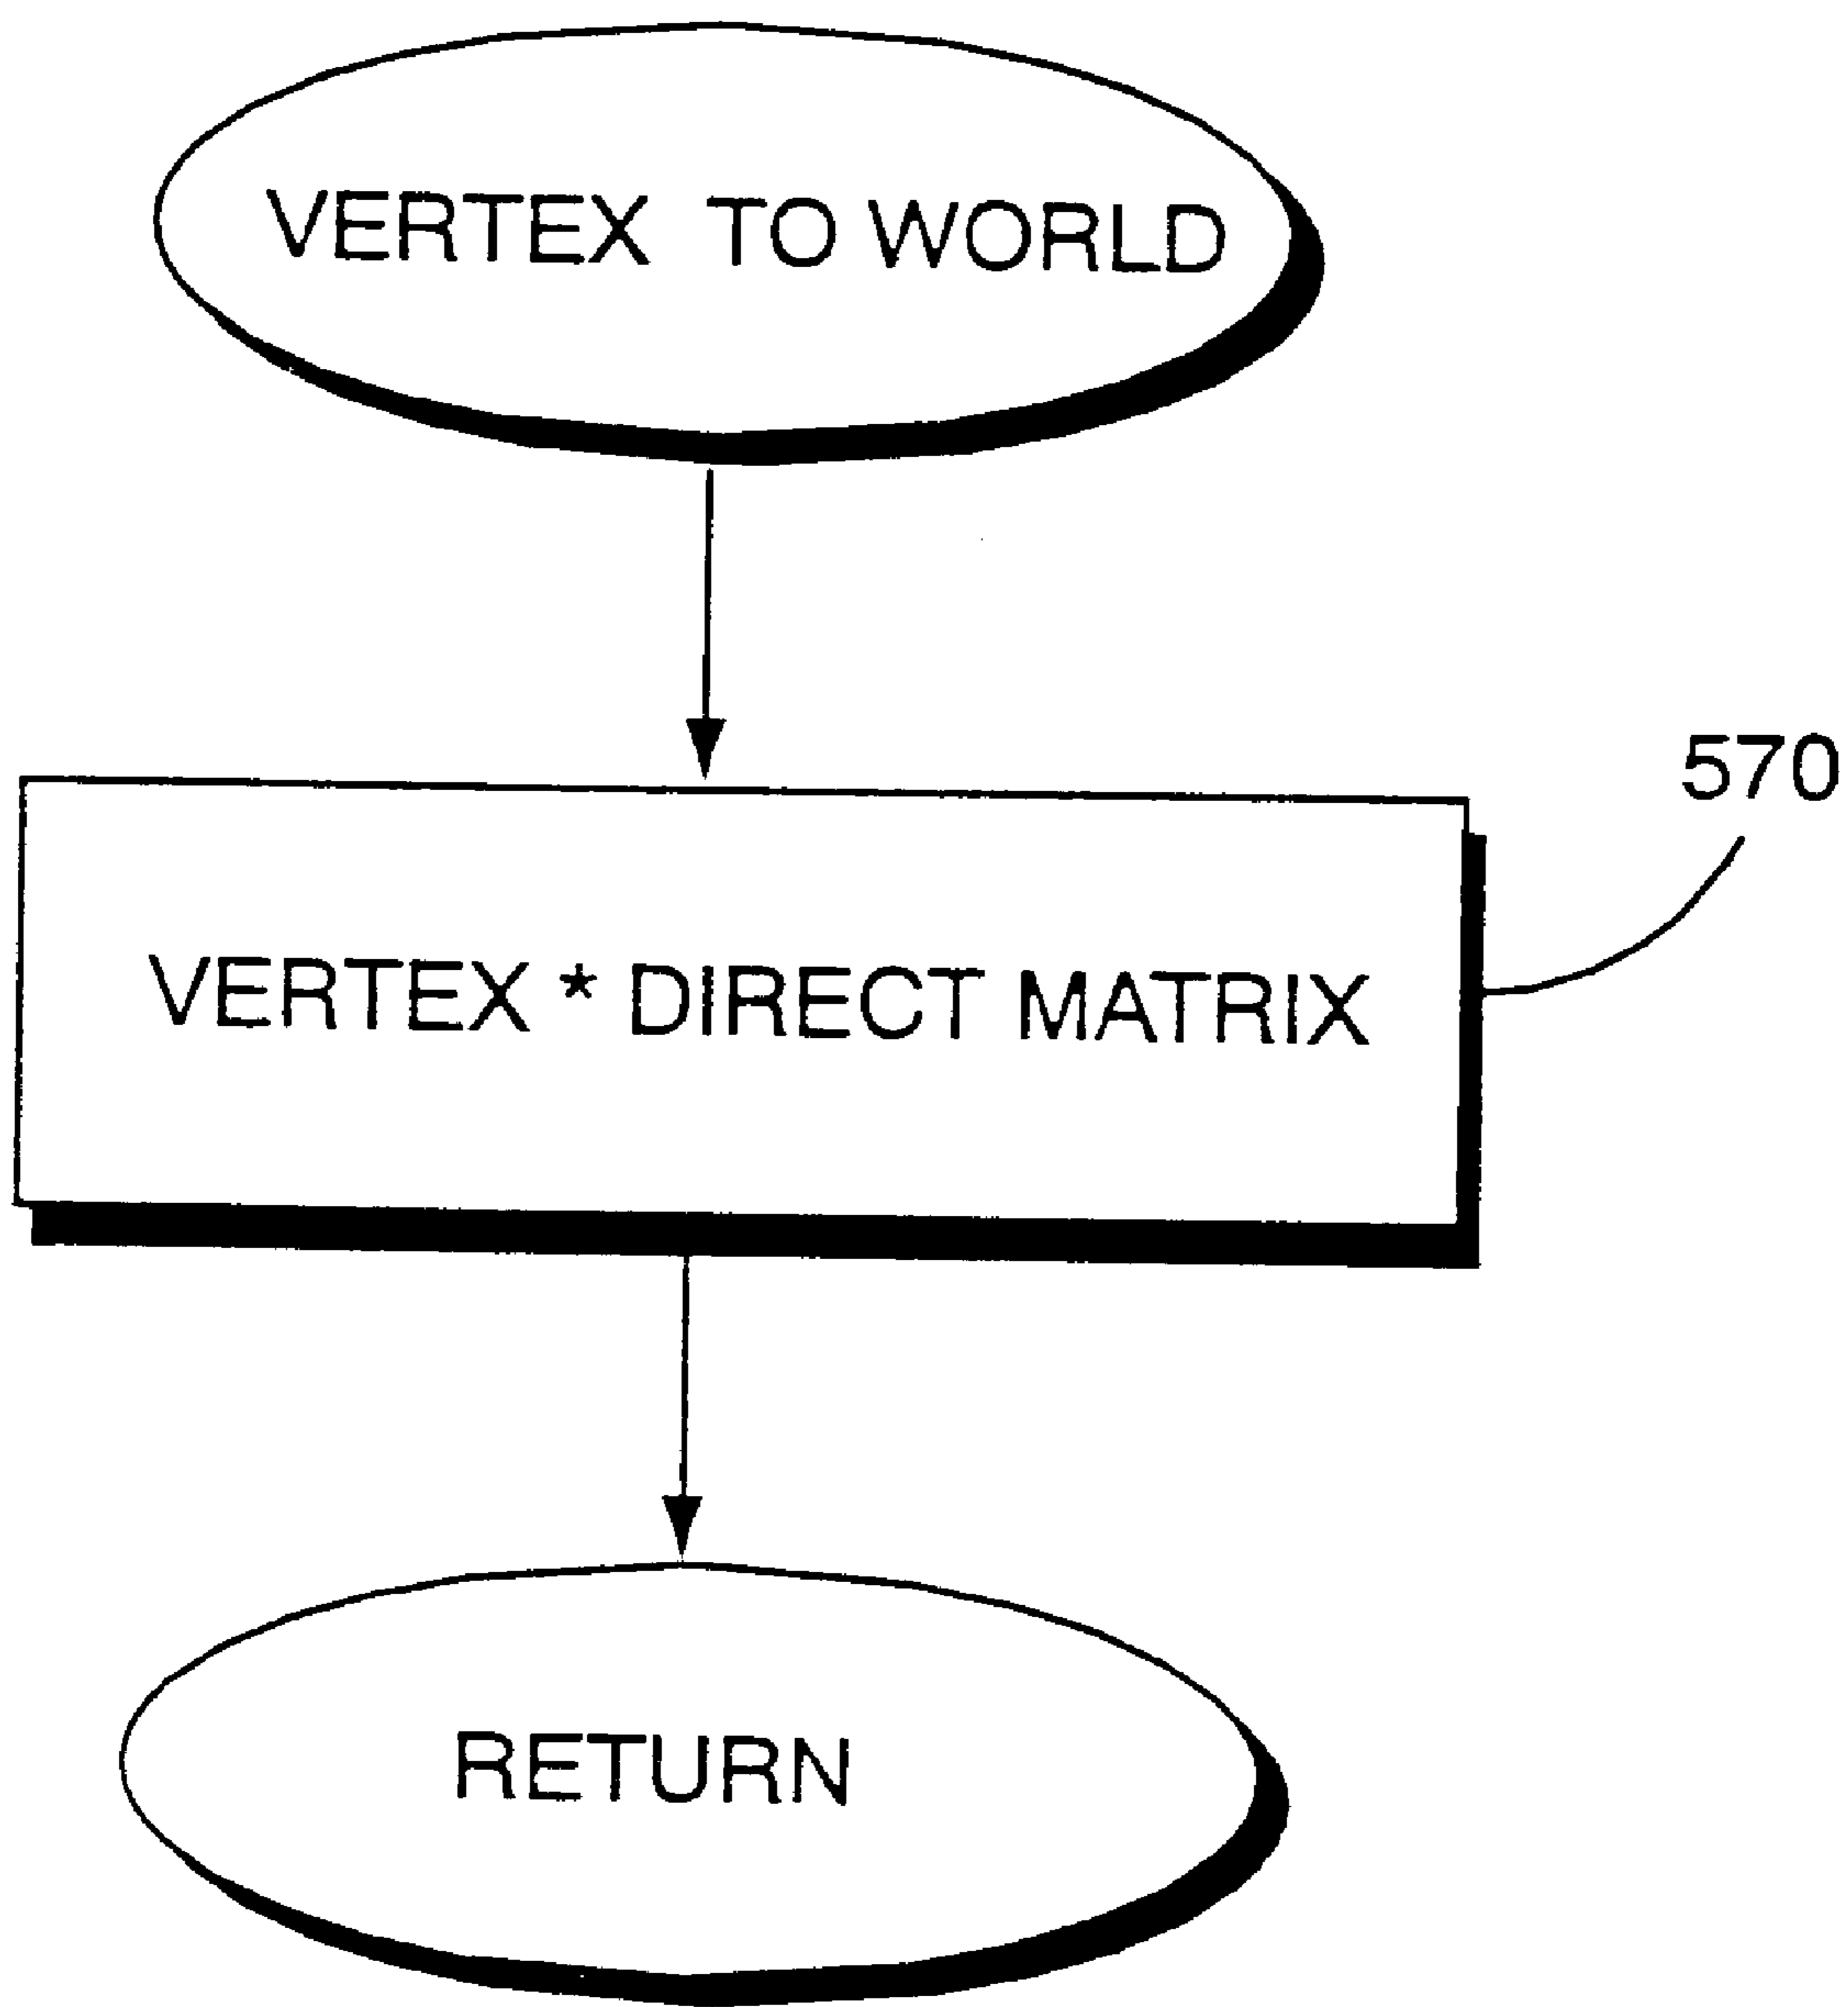 VERTEX TO WORLD
570
VERTEX * DIRECT MATRIX
RETURN